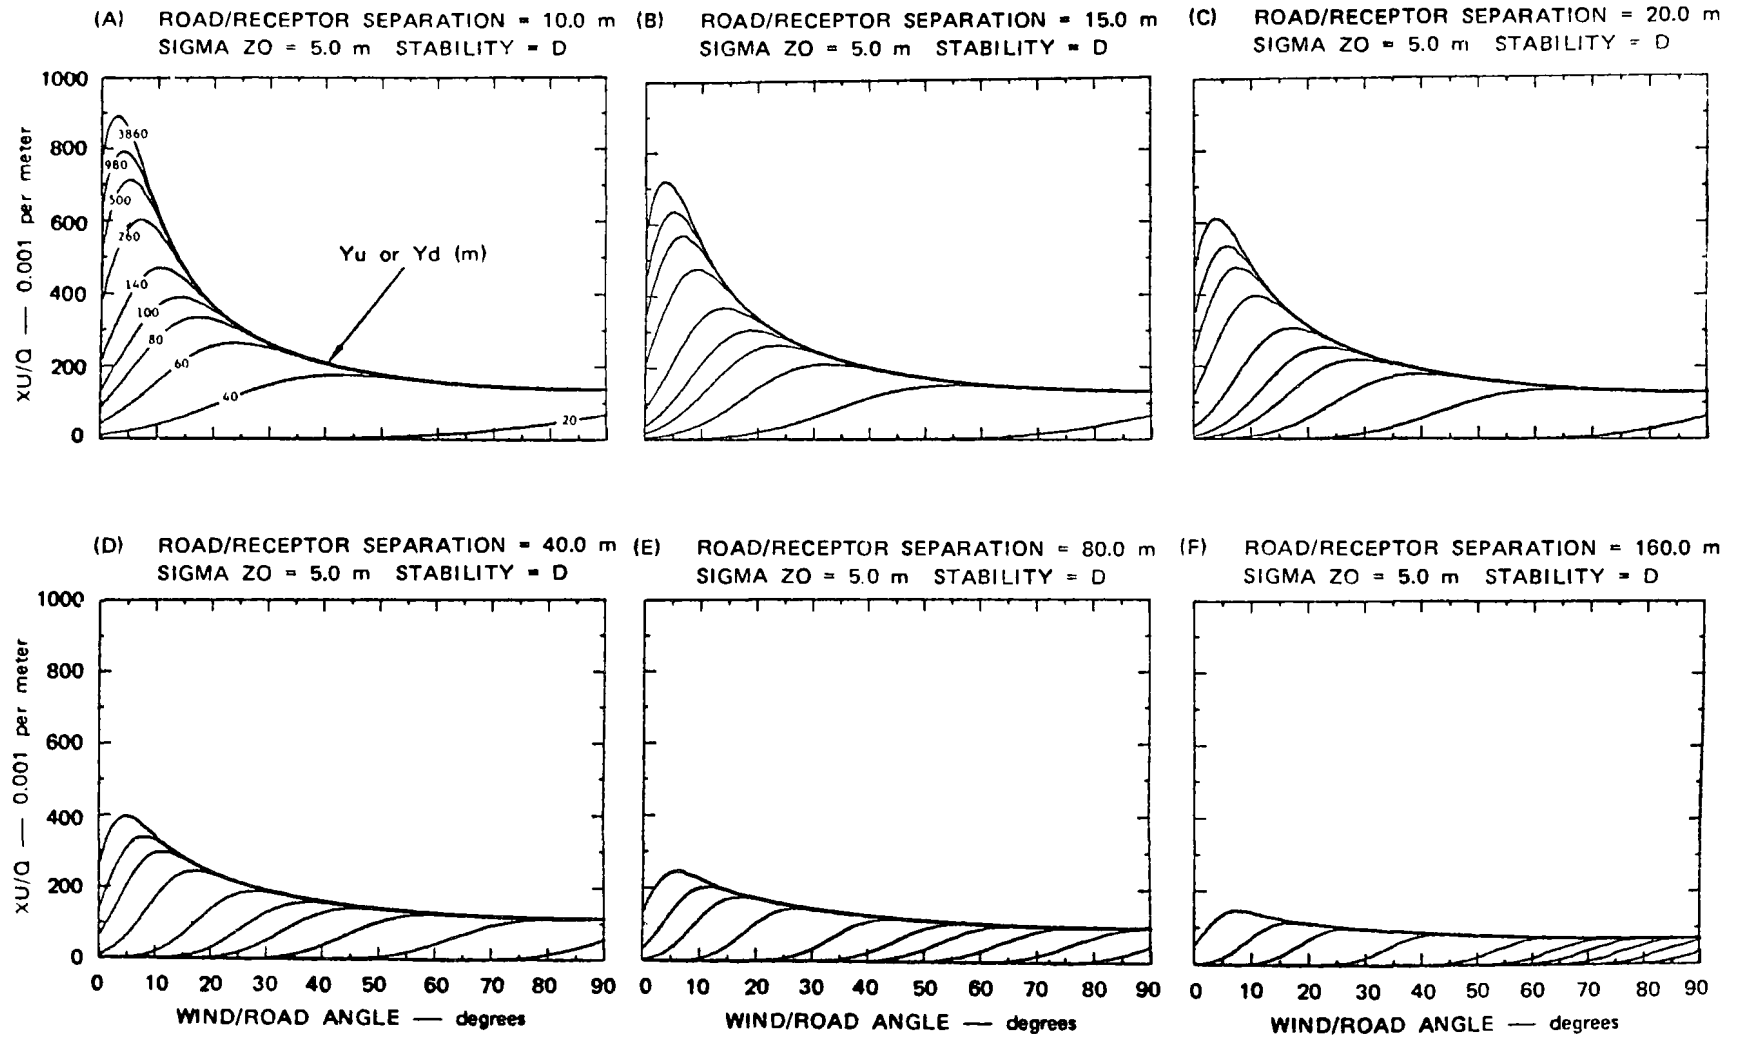 (A) ROAD/RECEPTOR SEPARATION = 10.0 m
SIGMA ZO = 5.0 m STABILITY = D
(B) ROAD/RECEPTOR SEPARATION = 15.0 m
SIGMA ZO = 5.0 m STABILITY = D
(C) ROAD/RECEPTOR SEPARATION = 20.0 m
SIGMA ZO = 5.0 m STABILITY = D
XU/Q — 0.001 per meter
1000
800
600
400
200
0
3860
980
500
260
140
100
80
60
40
20
Yu or Yd (m)
(D) ROAD/RECEPTOR SEPARATION = 40.0 m
SIGMA ZO = 5.0 m STABILITY = D
(E) ROAD/RECEPTOR SEPARATION = 80.0 m
SIGMA ZO = 5.0 m STABILITY = D
(F) ROAD/RECEPTOR SEPARATION = 160.0 m
SIGMA ZO = 5.0 m STABILITY = D
XU/Q — 0.001 per meter
1000
800
600
400
200
0
0 10 20 30 40 50 60 70 80 90
WIND/ROAD ANGLE — degrees
0 10 20 30 40 50 60 70 80 90
WIND/ROAD ANGLE — degrees
0 10 20 30 40 50 60 70 80 90
WIND/ROAD ANGLE — degrees